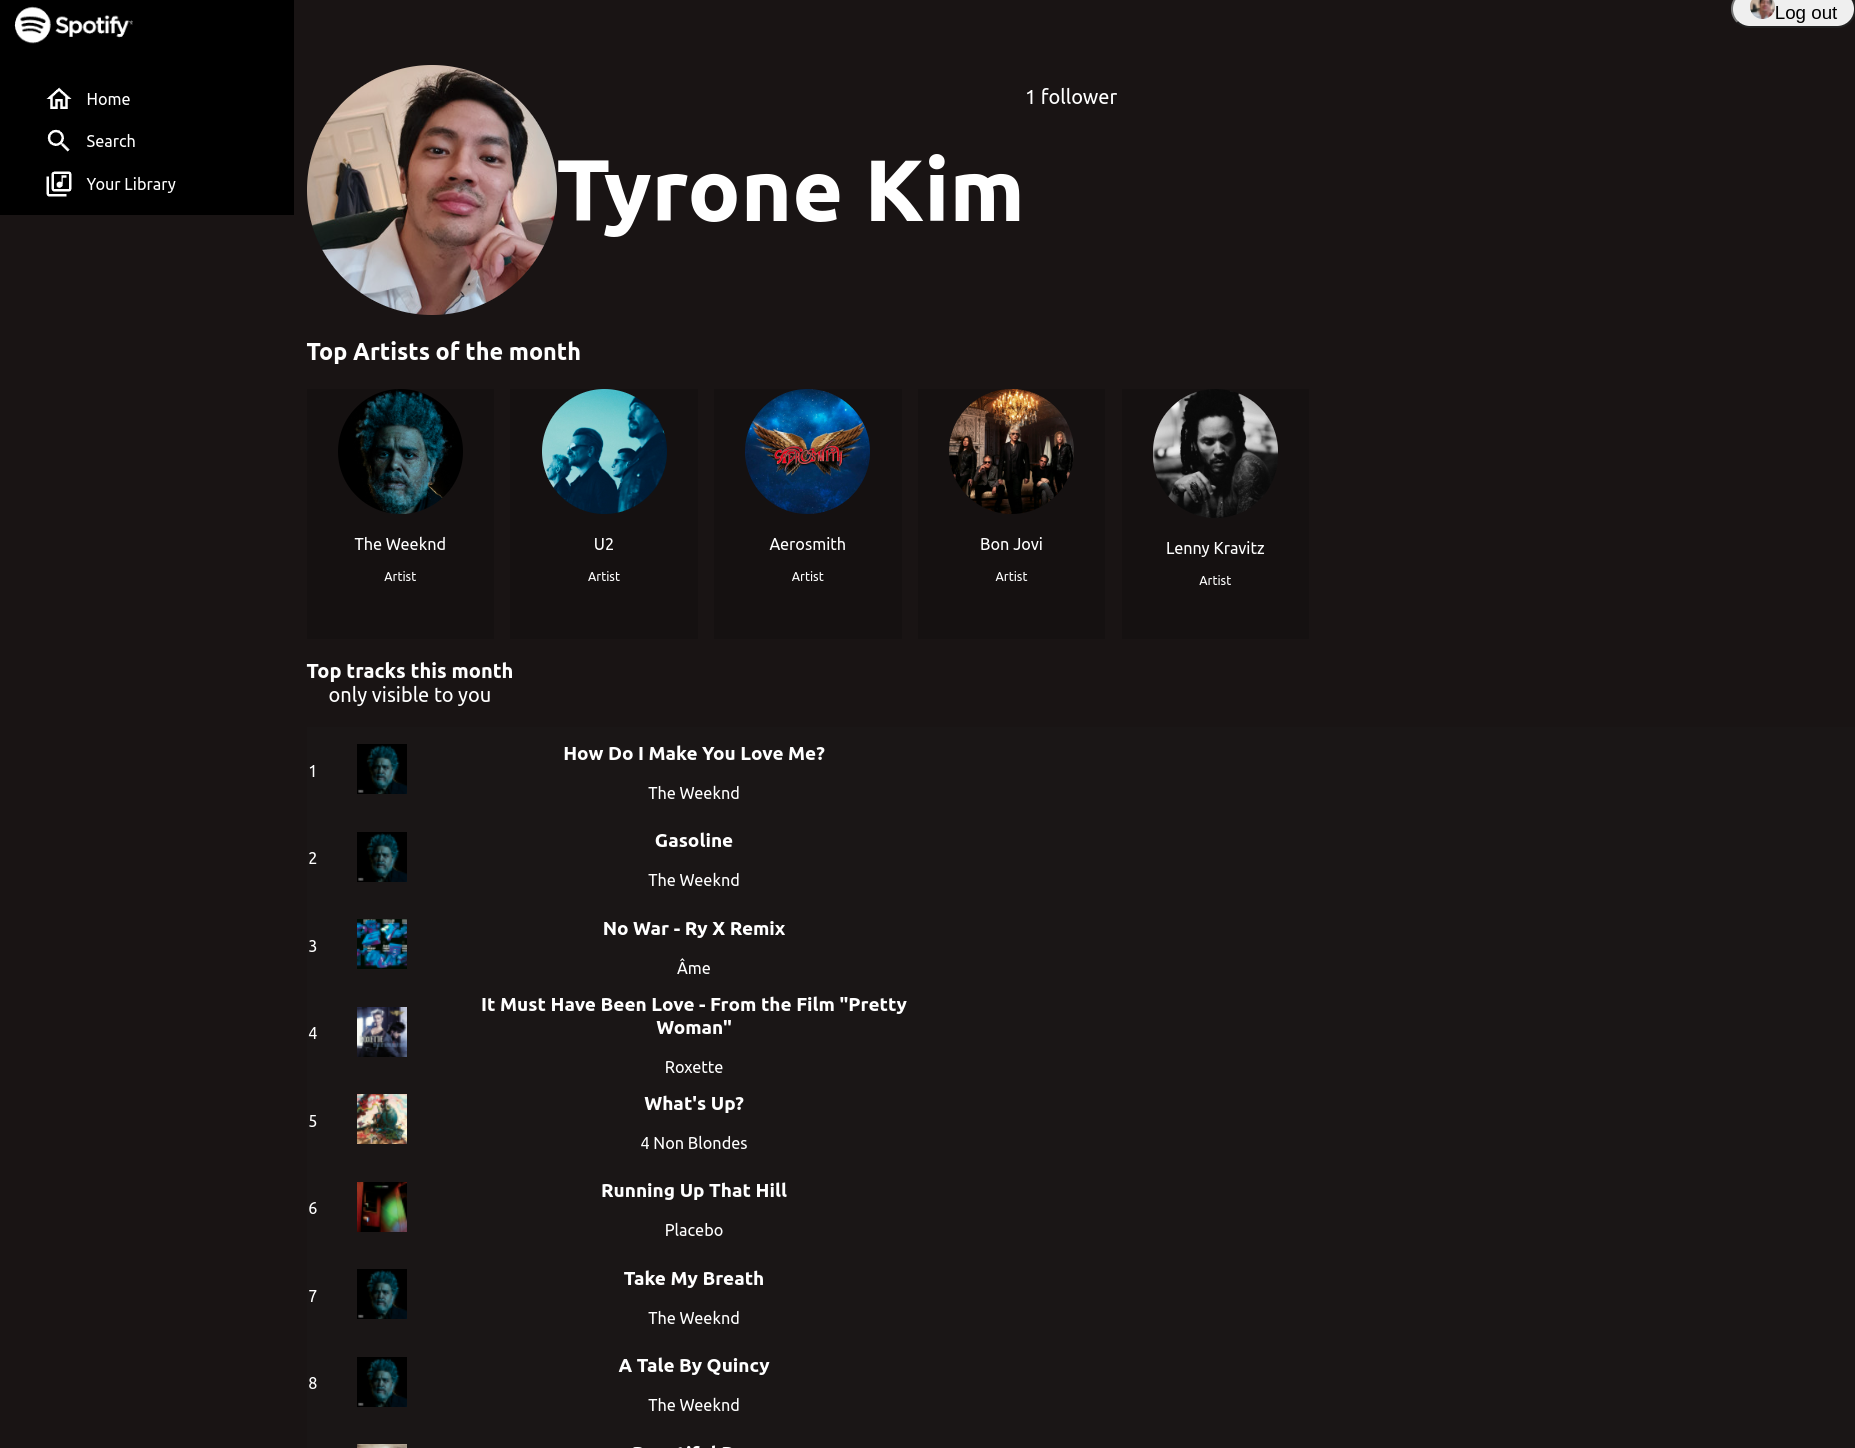 Spotify
Log out
Home
Search
Your Library
1 follower
Tyrone Kim
Top Artists of the month
The Weeknd
Artist
U2
Artist
Aerosmith
Artist
Bon Jovi
Artist
Lenny Kravitz
Artist
Top tracks this month
only visible to you
1
How Do I Make You Love Me?
The Weeknd
2
Gasoline
The Weeknd
3
No War - Ry X Remix
Âme
4
It Must Have Been Love - From the Film "Pretty
Woman"
Roxette
5
What's Up?
4 Non Blondes
6
Running Up That Hill
Placebo
7
Take My Breath
The Weeknd
8
A Tale By Quincy
The Weeknd